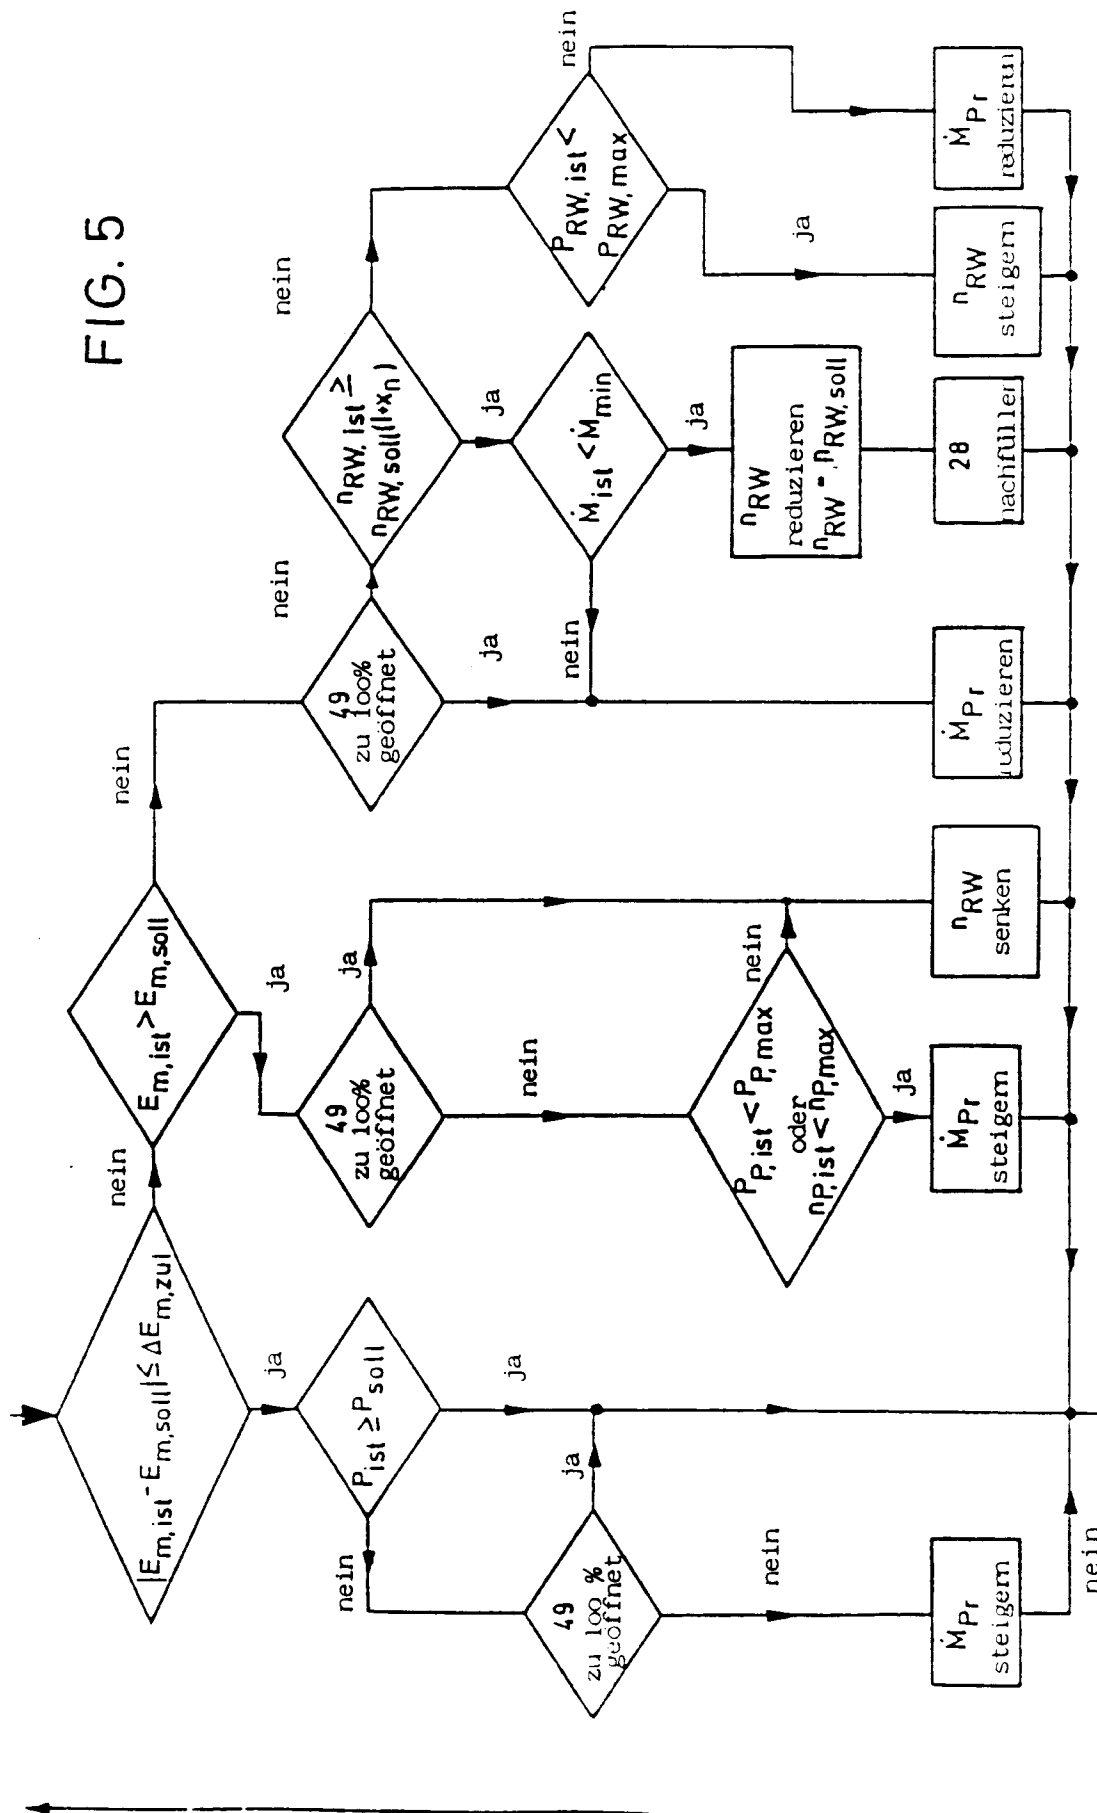 FIG. 5
|E_m,ist - E_m,soll| ≤ ΔE_m,zul
nein
ja
E_m,ist > E_m,soll
nein
ja
P_ist ≥ P_soll
nein
ja
49
zu 100 %
geöffnet
ja
nein
Ṁ_Pr
steigern
nein
49
zu 100%
geöffnet
ja
nein
P_P,ist < P_P,max
oder
n_P,ist < n_P,max
nein
ja
Ṁ_Pr
steigern
n_RW
senken
49
zu 100%
geöffnet
nein
ja
n_RW,ist ≥
n_RW,soll(1+x_n)
nein
ja
Ṁ_ist < Ṁ_min
nein
ja
n_RW
reduzieren
n_RW = n_RW,soll
28
nachfüllen
Ṁ_Pr
reduzieren
P_RW,ist <
P_RW,max
nein
ja
n_RW
steigern
Ṁ_Pr
reduzieren